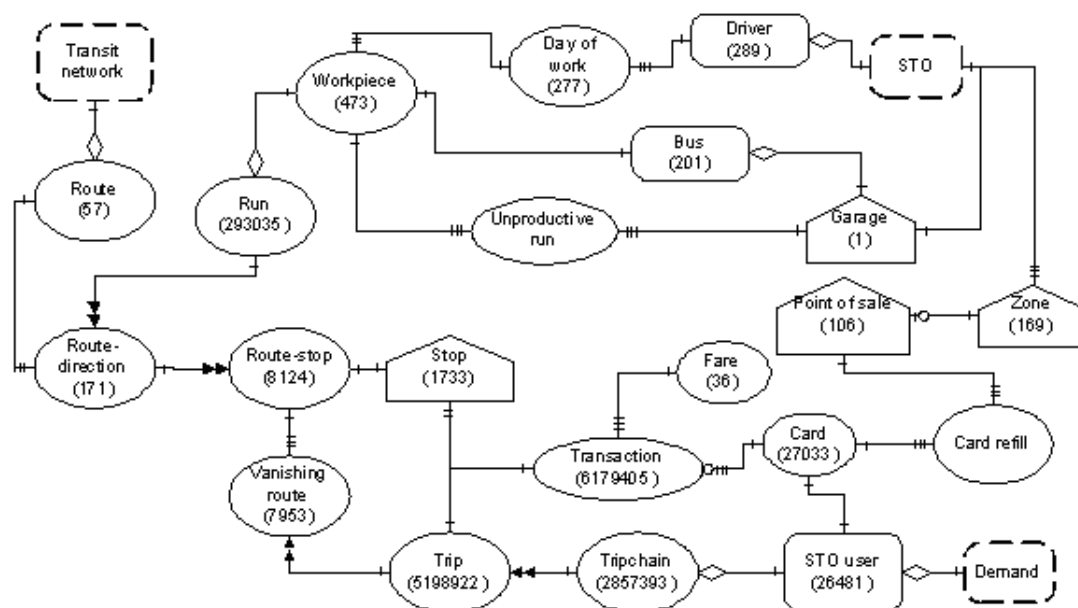 Transit
network
Route
(57)
Run
(293035)
Workpiece
(473)
Day of
work
(277)
Driver
(289)
STO
Bus
(201)
Unproductive
run
Garage
(1)
Point of sale
(106)
Zone
(169)
Route-
direction
(171)
Route-stop
(8124)
Stop
(1733)
Fare
(36)
Transaction
(6179405)
Card
(27033)
Card refill
Vanishing
route
(7953)
Trip
(5198922)
Tripchain
(2857393)
STO user
(26481)
Demand